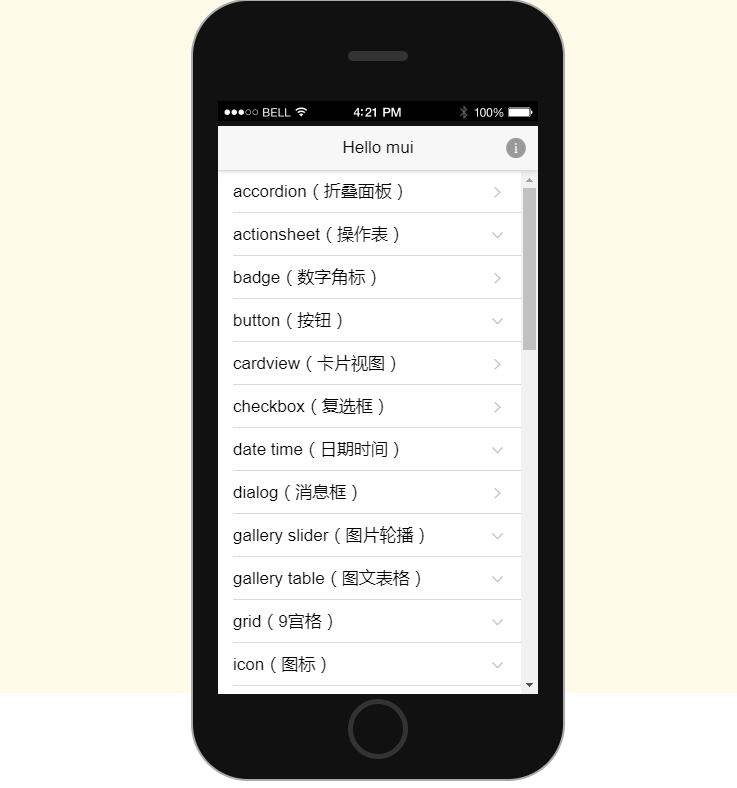 BELL 4:21 PM 100%
Hello mui
accordion（折叠面板）
actionsheet（操作表）
badge（数字角标）
button（按钮）
cardview（卡片视图）
checkbox（复选框）
date time（日期时间）
dialog（消息框）
gallery slider（图片轮播）
gallery table（图文表格）
grid（9宫格）
icon（图标）